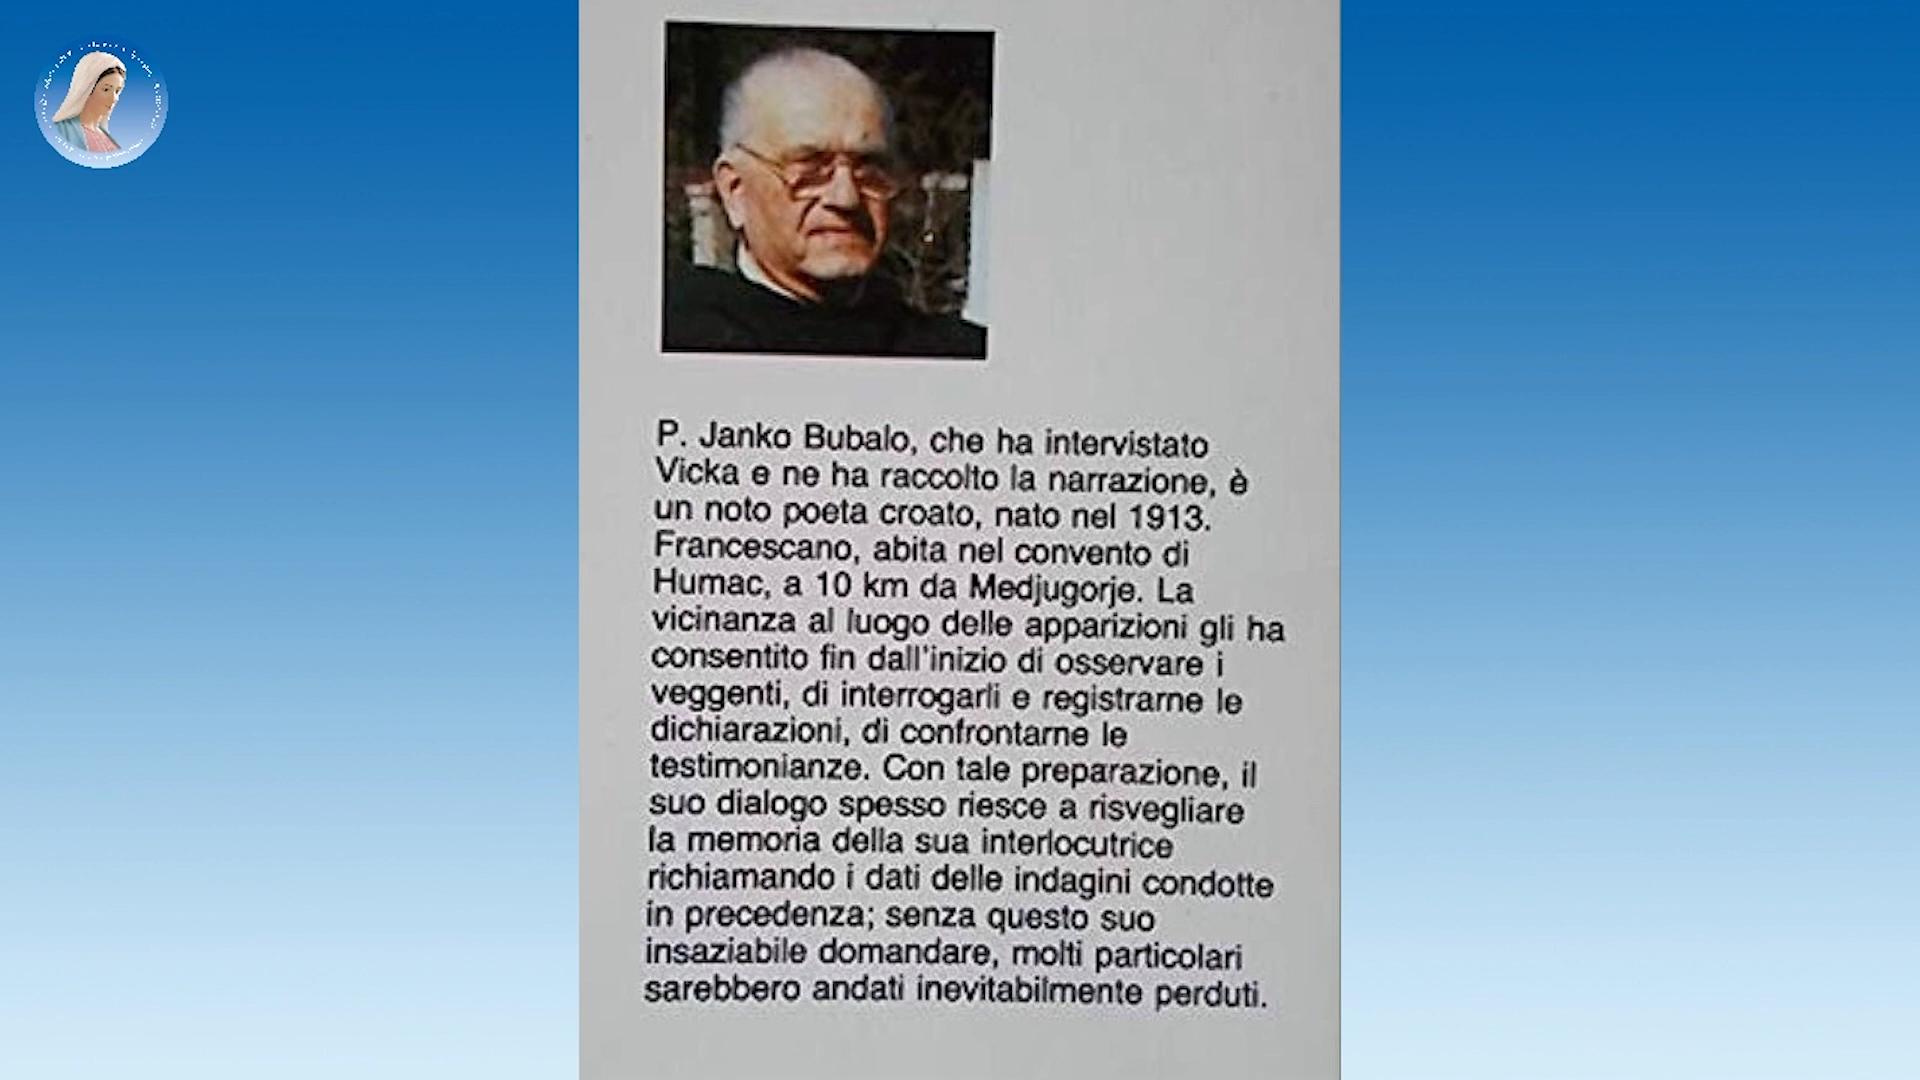 P. Janko Bubalo, che ha intervistato
Vicka e ne ha raccolto la narrazione, è
un noto poeta croato, nato nel 1913.
Francescano, abita nel convento di
Humac, a 10 km da Medjugorje. La
vicinanza al luogo delle apparizioni gli ha
consentito fin dall'inizio di osservare i
veggenti, di interrogarli e registrarne le
dichiarazioni, di confrontarne le
testimonianze. Con tale preparazione, il
suo dialogo spesso riesce a risvegliare
la memoria della sua interlocutrice
richiamando i dati delle indagini condotte
in precedenza; senza questo suo
insaziabile domandare, molti particolari
sarebbero andati inevitabilmente perduti.